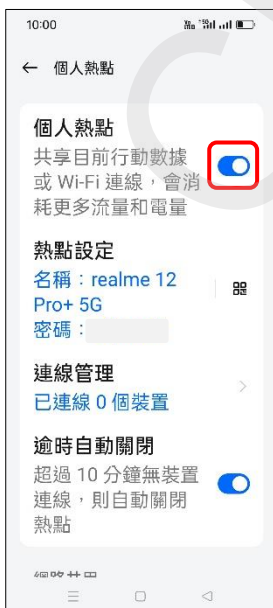 10:00
個人熱點
個人熱點
共享目前行動數據
或 Wi-Fi 連線，會消
耗更多流量和電量
熱點設定
名稱：realme 12
Pro+ 5G
密碼：
連線管理
已連線 0 個裝置
逾時自動關閉
超過 10 分鐘無裝置
連線，則自動關閉
熱點